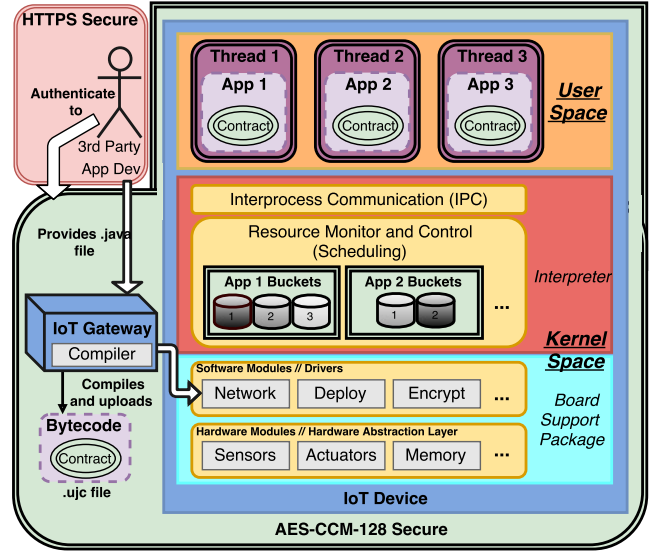 HTTPS Secure
Authenticate
to
3rd Party
App Dev
Provides .java
file
IoT Gateway
Compiler
Compiles
and uploads
Bytecode
Contract
.ujc file
Thread 1
App 1
Contract
Thread 2
App 2
Contract
Thread 3
App 3
Contract
User
Space
Interprocess Communication (IPC)
Resource Monitor and Control
(Scheduling)
App 1 Buckets
1
2
3
App 2 Buckets
1
2
...
Interpreter
Kernel
Space
Software Modules // Drivers
Network
Deploy
Encrypt
...
Hardware Modules // Hardware Abstraction Layer
Sensors
Actuators
Memory
...
Board
Support
Package
IoT Device
AES-CCM-128 Secure